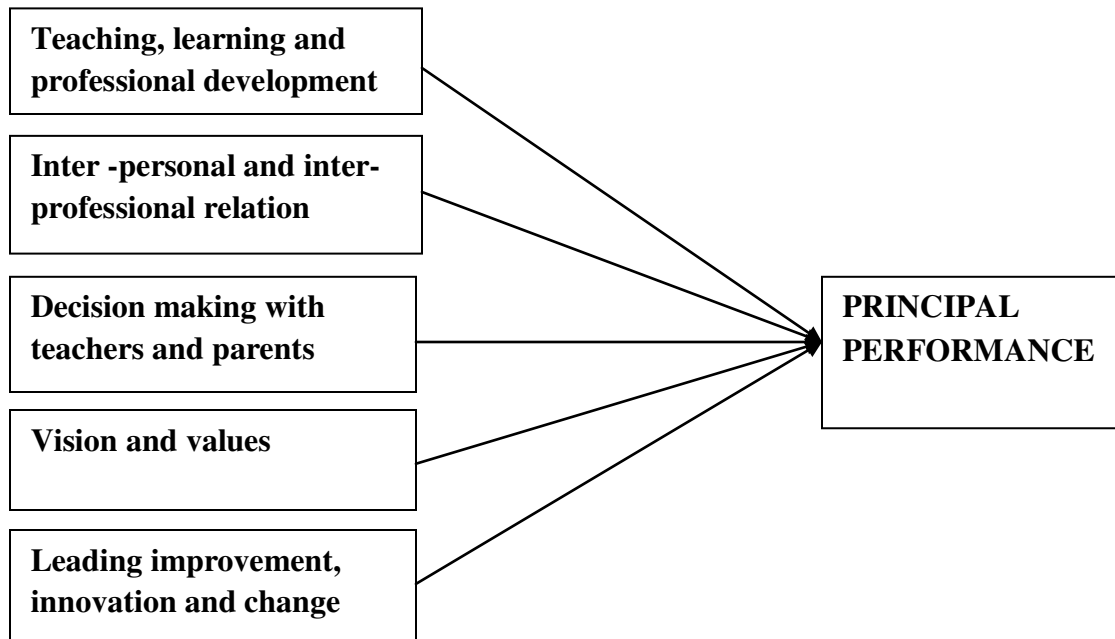 Teaching, learning and
professional development
Inter -personal and inter-
professional relation
Decision making with
teachers and parents
Vision and values
Leading improvement,
innovation and change
PRINCIPAL
PERFORMANCE